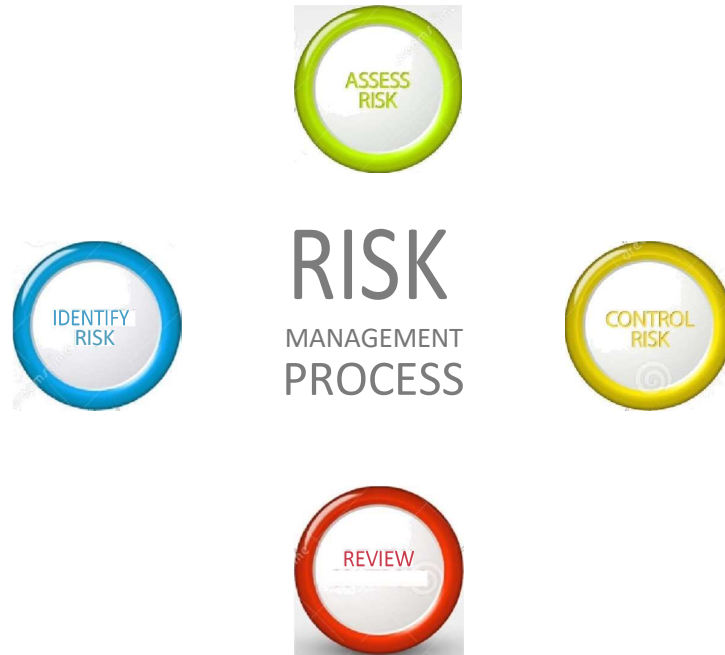 ASSESS
RISK
IDENTIFY
RISK
RISK
MANAGEMENT
PROCESS
CONTROL
RISK
REVIEW